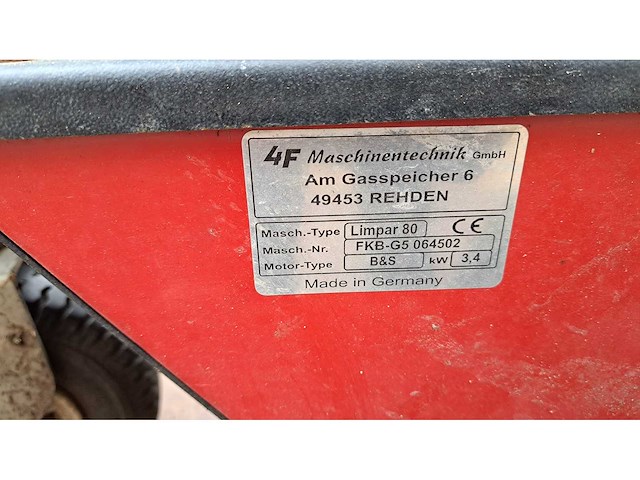 4F Maschinentechnik GmbH
Am Gasspeicher 6
49453 REHDEN
Masch.-Type Limpar 80 CE
Masch.-Nr. FKB-G5 064502
Motor-Type B&S kW 3,4
Made in Germany